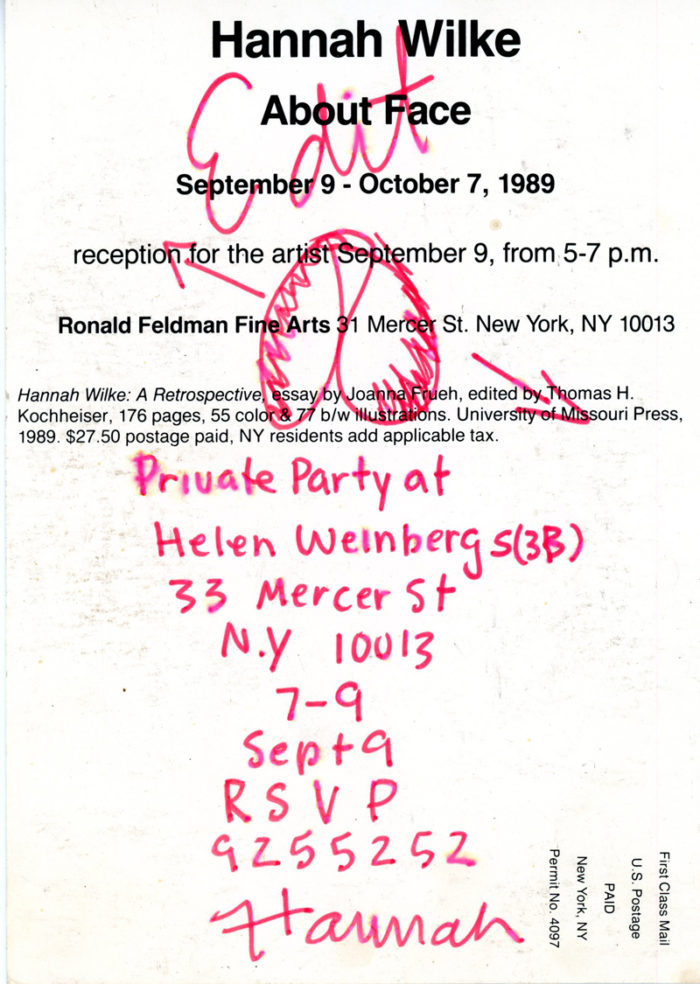 Hannah Wilke
About Face
Edit
September 9 - October 7, 1989
reception for the artist September 9, from 5-7 p.m.
Ronald Feldman Fine Arts 31 Mercer St. New York, NY 10013
Hannah Wilke: A Retrospective, essay by Joanna Frueh, edited by Thomas H.
Kochheiser, 176 pages, 55 color & 77 b/w illustrations. University of Missouri Press,
1989. $27.50 postage paid, NY residents add applicable tax.
Private Party at
Helen Weinbergs (3B)
33 Mercer St
N.Y 10013
7-9
Sept 9
RSVP
9255252
Hannah
First Class Mail
U.S. Postage
PAID
New York, NY
Permit No. 4097